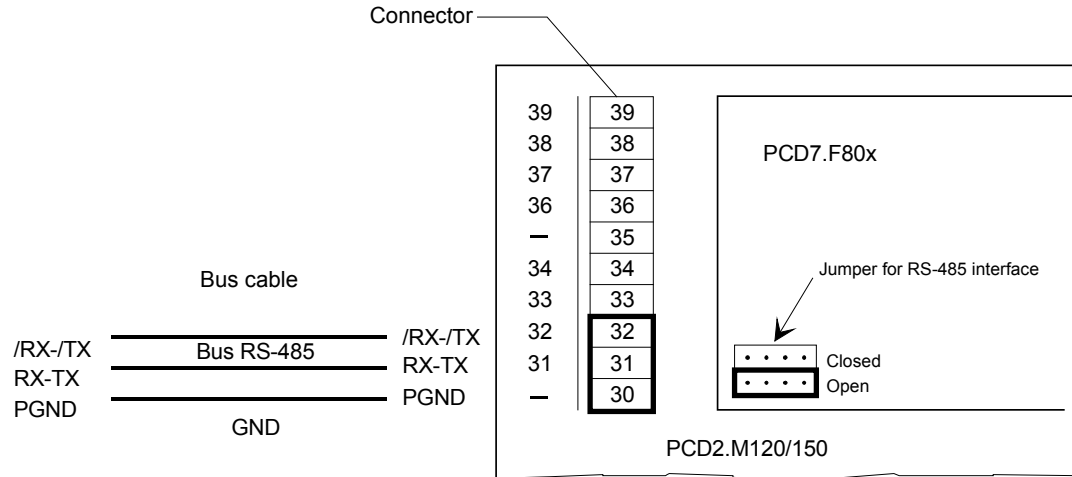 Connector
39 39
38 38
PCD7.F80x
37 37
36 36
— 35
34 34
Jumper for RS-485 interface
Bus cable
33 33
32 32
/RX-/TX Bus RS-485 /RX-/TX
31 31
Closed
RX-TX RX-TX
Open
— 30
PGND PGND
GND
PCD2.M120/150